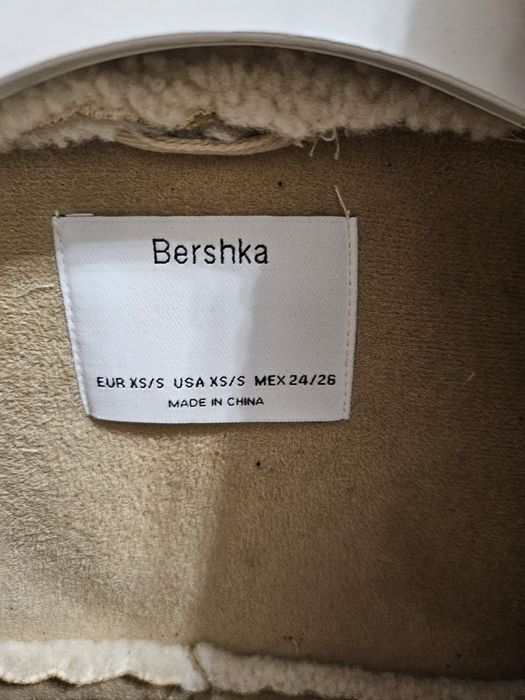 Bershka
EUR XS/S USA XS/S MEX 24/26
MADE IN CHINA